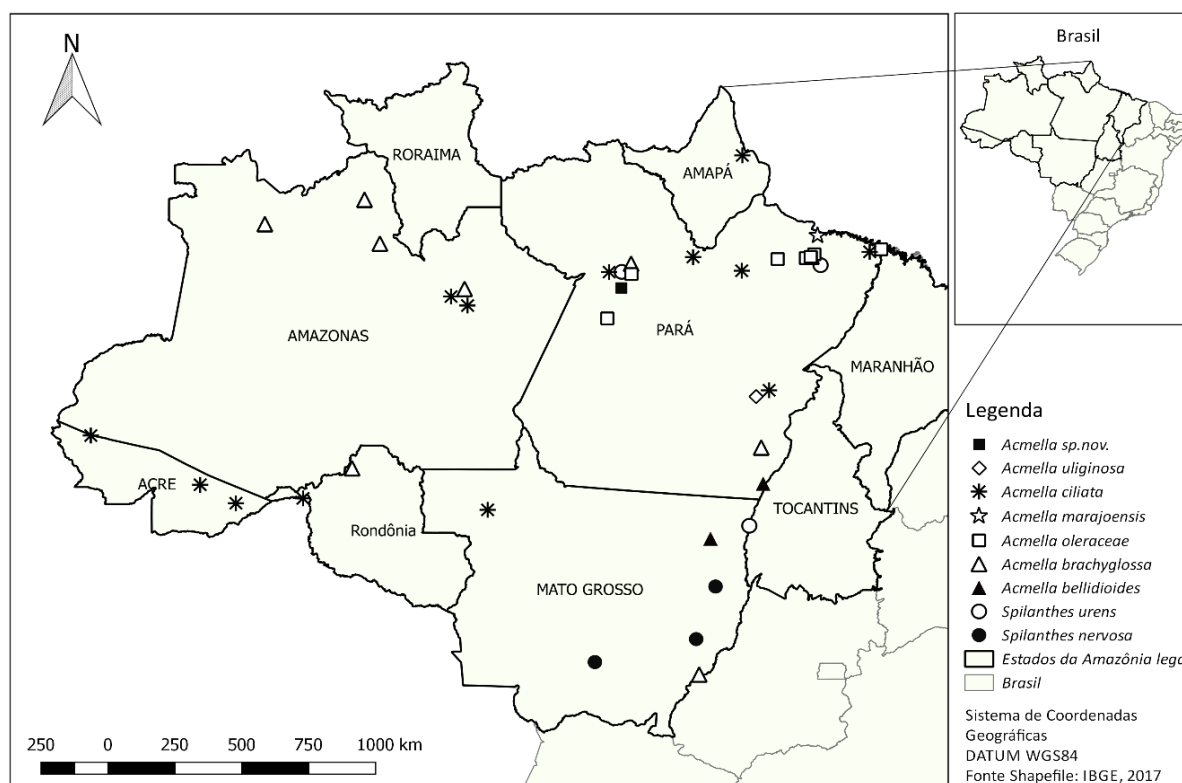 N
Brasil
RORAIMA
AMAPÁ
AMAZONAS
PARÁ
MARANHÃO
ACRE
Rondônia
TOCANTINS
MATO GROSSO
250 0 250 500 750 1000 km
Legenda
Acmella sp.nov.
Acmella uliginosa
Acmella ciliata
Acmella marajoensis
Acmella oleraceae
Acmella brachyglossa
Acmella bellidioides
Spilanthes urens
Spilanthes nervosa
Estados da Amazônia lega
Brasil
Sistema de Coordenadas
Geográficas
DATUM WGS84
Fonte Shapefile: IBGE, 2017